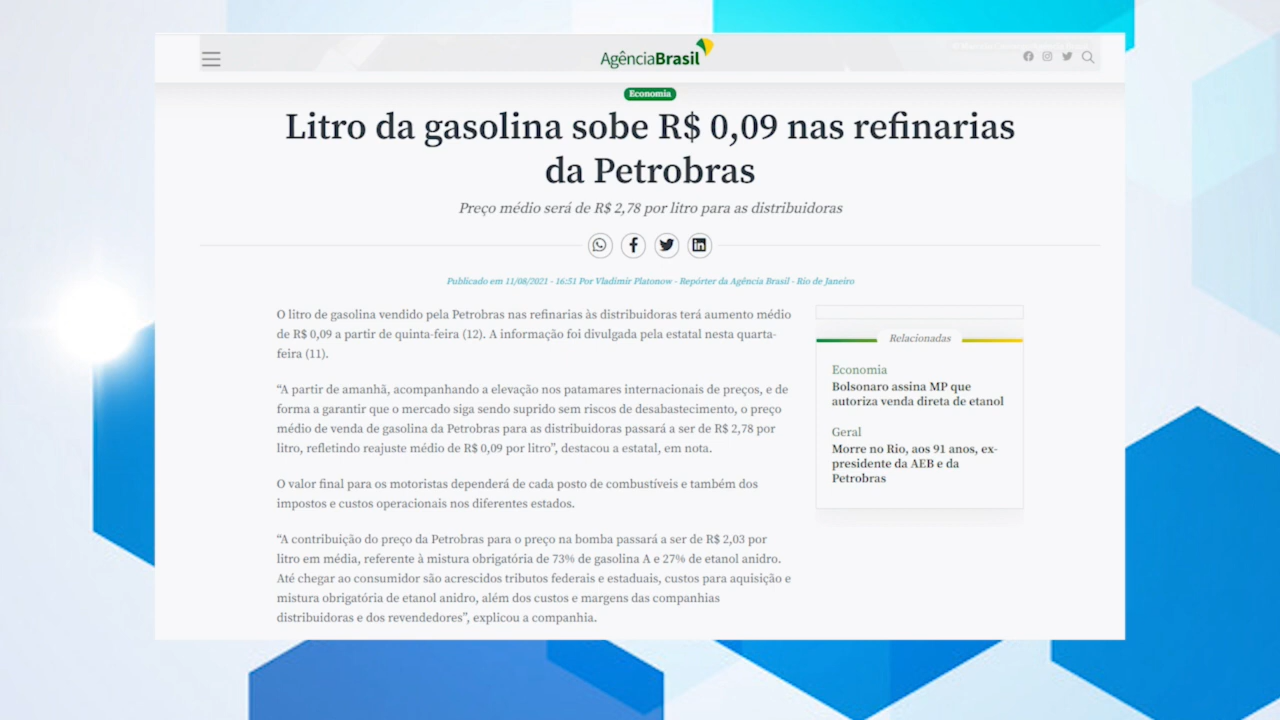 AgênciaBrasil
Economia
Litro da gasolina sobe R$ 0,09 nas refinarias
da Petrobras
Preço médio será de R$ 2,78 por litro para as distribuidoras
Publicado em 11/08/2021 - 16:51 Por Vladimir Platonow - Repórter da Agência Brasil - Rio de Janeiro
O litro de gasolina vendido pela Petrobras nas refinarias às distribuidoras terá aumento médio
de R$ 0,09 a partir de quinta-feira (12). A informação foi divulgada pela estatal nesta quarta-
feira (11).
“A partir de amanhã, acompanhando a elevação nos patamares internacionais de preços, e de
forma a garantir que o mercado siga sendo suprido sem riscos de desabastecimento, o preço
médio de venda de gasolina da Petrobras para as distribuidoras passará a ser de R$ 2,78 por
litro, refletindo reajuste médio de R$ 0,09 por litro”, destacou a estatal, em nota.
O valor final para os motoristas dependerá de cada posto de combustíveis e também dos
impostos e custos operacionais nos diferentes estados.
“A contribuição do preço da Petrobras para o preço na bomba passará a ser de R$ 2,03 por
litro em média, referente à mistura obrigatória de 73% de gasolina A e 27% de etanol anidro.
Até chegar ao consumidor são acrescidos tributos federais e estaduais, custos para aquisição e
mistura obrigatória de etanol anidro, além dos custos e margens das companhias
distribuidoras e dos revendedores”, explicou a companhia.
Relacionadas
Economia
Bolsonaro assina MP que
autoriza venda direta de etanol
Geral
Morre no Rio, aos 91 anos, ex-
presidente da AEB e da
Petrobras